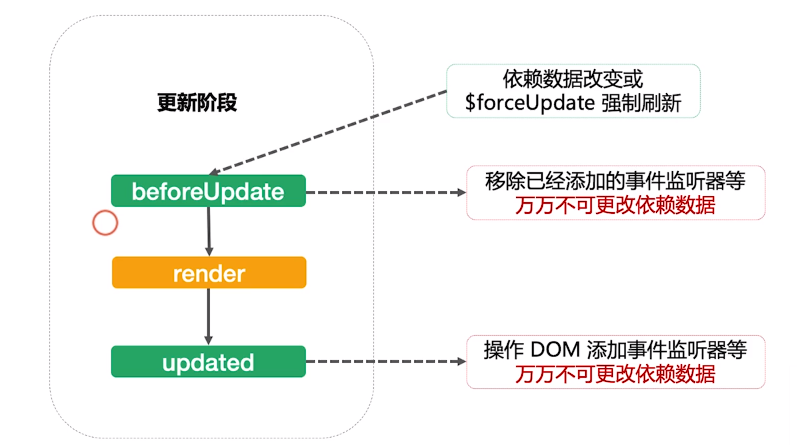 更新阶段
依赖数据改变或
$forceUpdate 强制刷新
beforeUpdate
移除已经添加的事件监听器等
万万不可更改依赖数据
render
updated
操作 DOM 添加事件监听器等
万万不可更改依赖数据